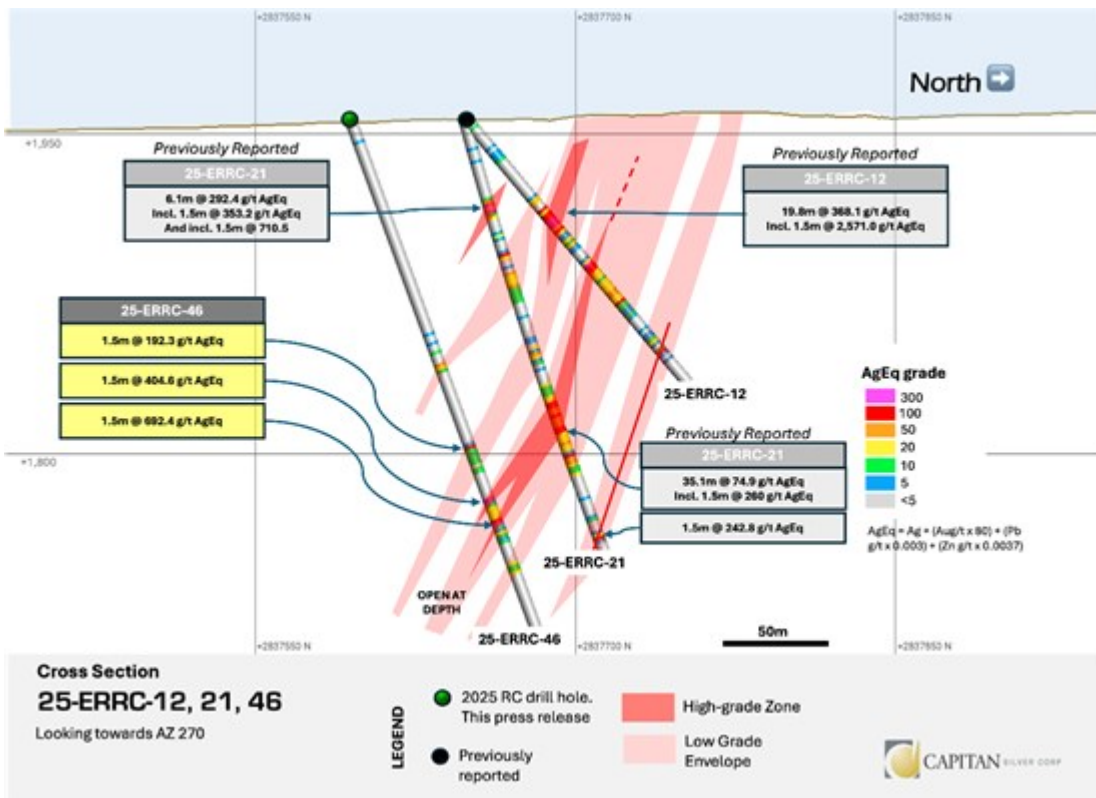 +2837550 N
+2837700 N
+2837850 N
North
+1,950
Previously Reported
25-ERRC-21
6.1m @ 292.4 g/t AgEq
Incl. 1.5m @ 353.2 g/t AgEq
And incl. 1.5m @ 710.5
Previously Reported
25-ERRC-12
19.8m @ 368.1 g/t AgEq
Incl. 1.5m @ 2,571.0 g/t AgEq
25-ERRC-46
1.5m @ 192.3 g/t AgEq
1.5m @ 404.6 g/t AgEq
1.5m @ 692.4 g/t AgEq
25-ERRC-12
AgEq grade
300
100
50
20
10
5
<5
AgEq = Ag + (Aug/t x 80) + (Pb
g/t x 0.003) + (Zn g/t x 0.0037)
+1,800
Previously Reported
25-ERRC-21
35.1m @ 74.9 g/t AgEq
Incl. 1.5m @ 260 g/t AgEq
1.5m @ 242.8 g/t AgEq
25-ERRC-21
OPEN AT
DEPTH
25-ERRC-46
50m
+2837550 N
+2837700 N
+2837850 N
Cross Section
25-ERRC-12, 21, 46
Looking towards AZ 270
LEGEND
2025 RC drill hole.
This press release
Previously
reported
High-grade Zone
Low Grade
Envelope
CAPITAN SILVER CORP